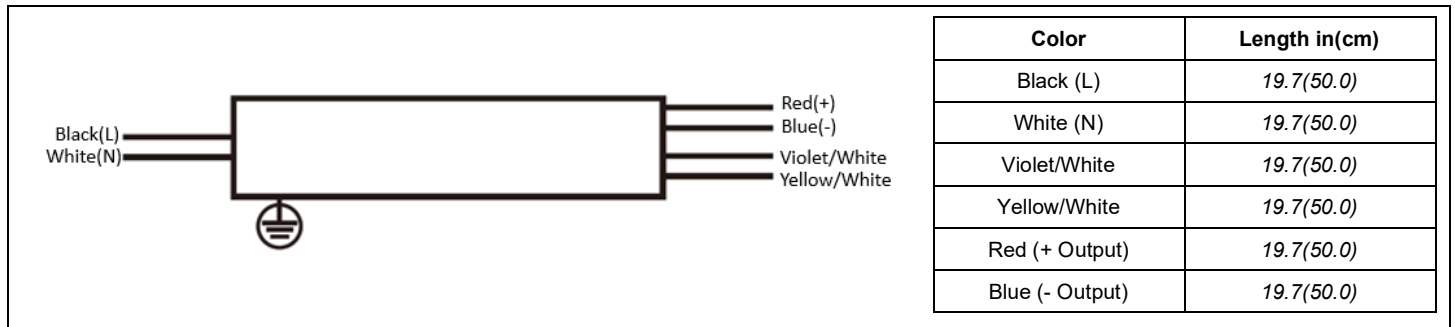 Black(L)
White(N)
Red(+)
Blue(-)
Violet/White
Yellow/White
Color Length in(cm)
Black (L) 19.7(50.0)
White (N) 19.7(50.0)
Violet/White 19.7(50.0)
Yellow/White 19.7(50.0)
Red (+ Output) 19.7(50.0)
Blue (- Output) 19.7(50.0)